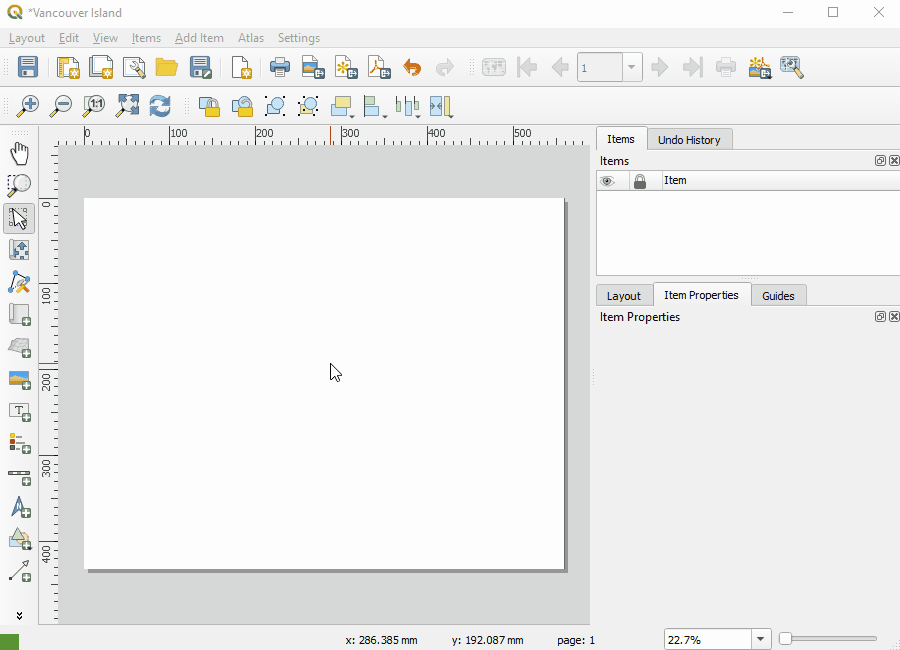 *Vancouver Island
Layout Edit View Items Add Item Atlas Settings
1
1:1
0 100 200 300 400 500
Items Undo History
Items
Item
0
100
200
300
400
T
Layout Item Properties Guides
Item Properties
x: 286.385 mm y: 192.087 mm page: 1 22.7%